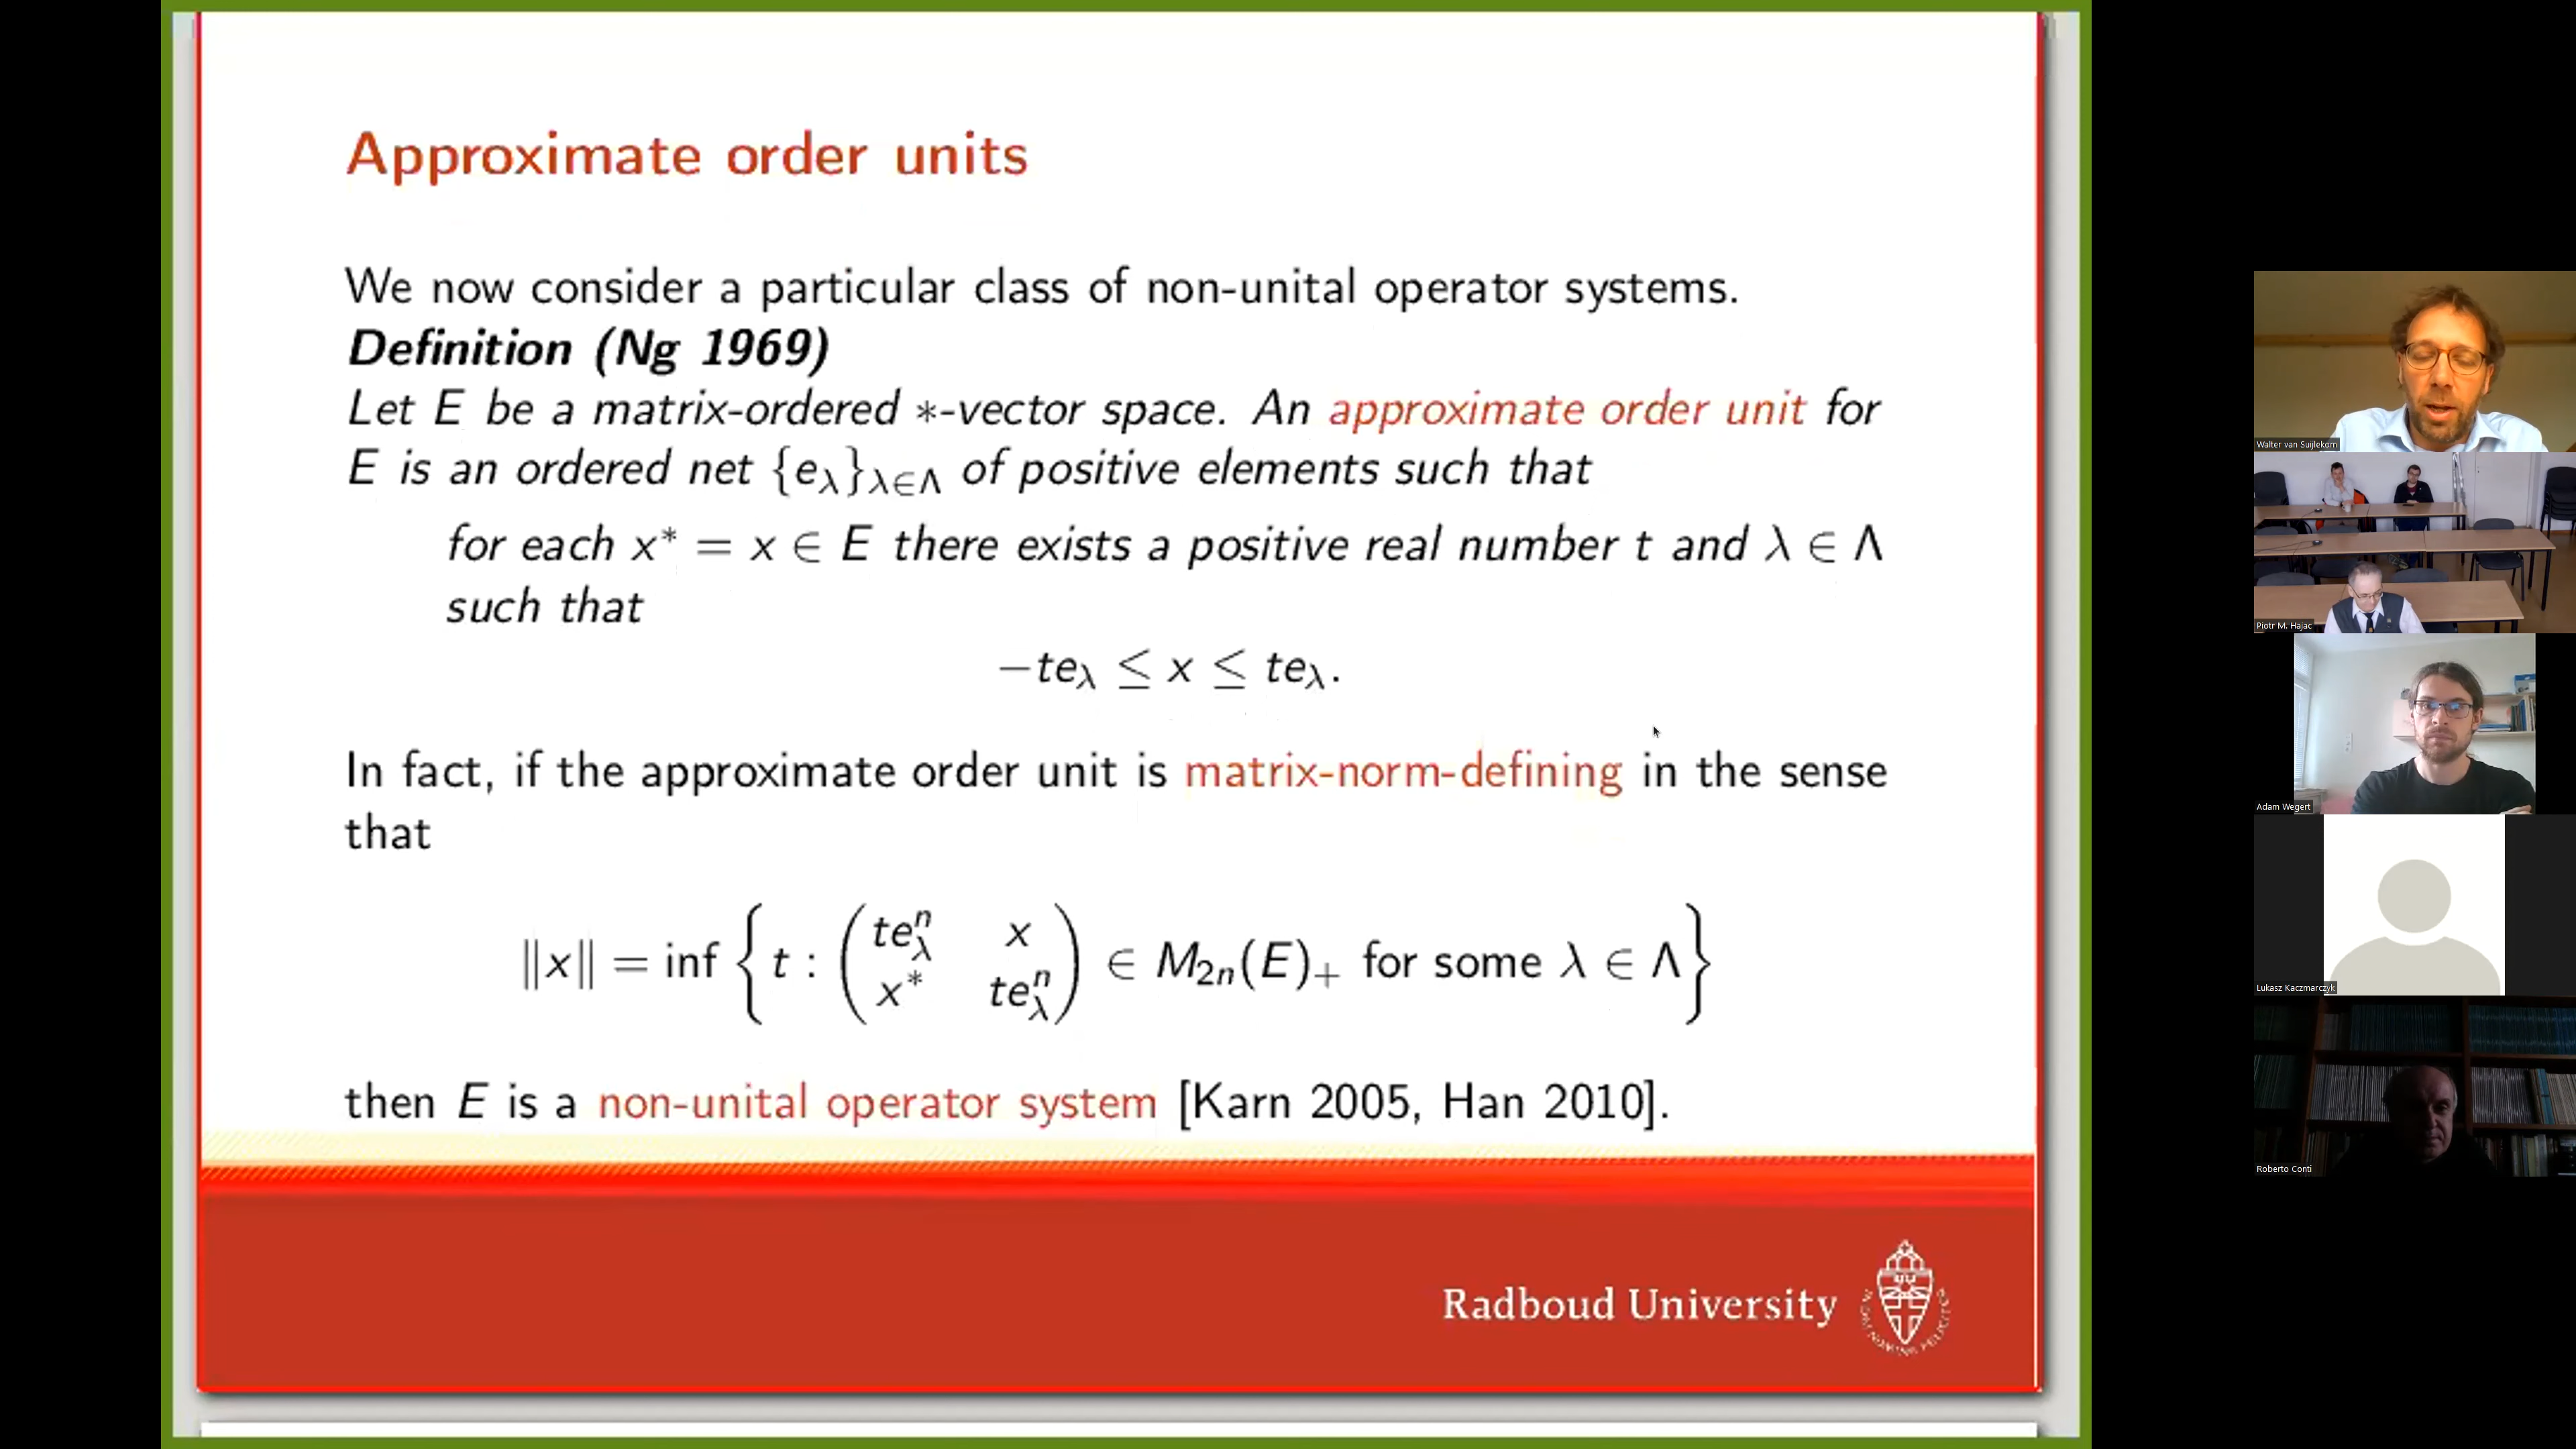 Approximate order units
We now consider a particular class of non-unital operator systems.
Definition (Ng 1969)
Let E be a matrix-ordered ∗-vector space. An approximate order unit for
E is an ordered net {e_λ}_{λ∈Λ} of positive elements such that
for each x* = x ∈ E there exists a positive real number t and λ ∈ Λ
such that
−te_λ ≤ x ≤ te_λ.
In fact, if the approximate order unit is matrix-norm-defining in the sense
that
‖x‖ = inf { t : ( te_λ^n x ; x* te_λ^n ) ∈ M_{2n}(E)_+ for some λ ∈ Λ }
then E is a non-unital operator system [Karn 2005, Han 2010].
Radboud University
Walter van Suijlekom
Piotr M. Hajac
Adam Wegert
Lukasz Kaczmarczyk
Roberto Conti